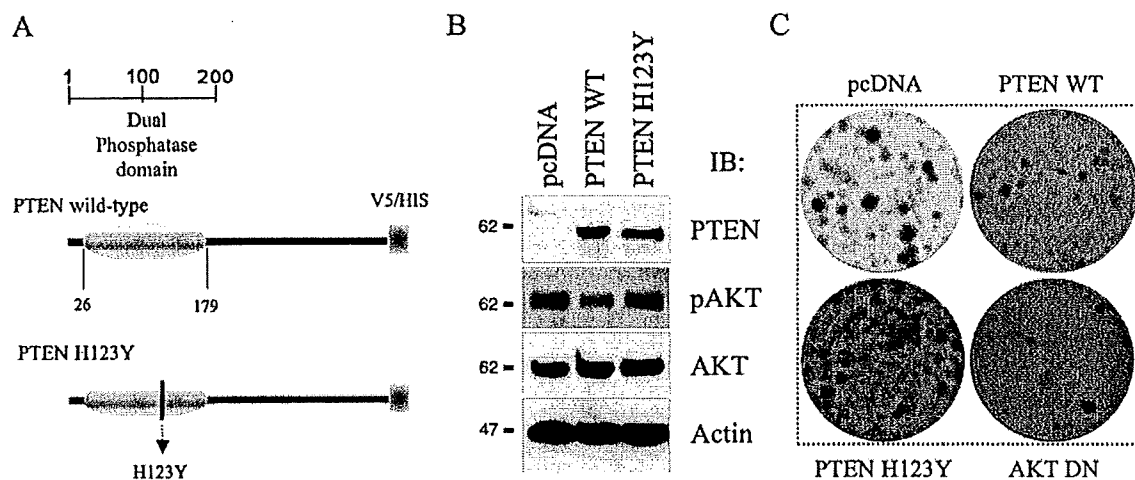 A
1 100 200
Dual
Phosphatase
domain
PTEN wild-type
V5/HIS
26 179
PTEN H123Y
H123Y
B
pcDNA
PTEN WT
PTEN H123Y
IB:
62 PTEN
62 pAKT
62 AKT
47 Actin
C
pcDNA PTEN WT
PTEN H123Y AKT DN